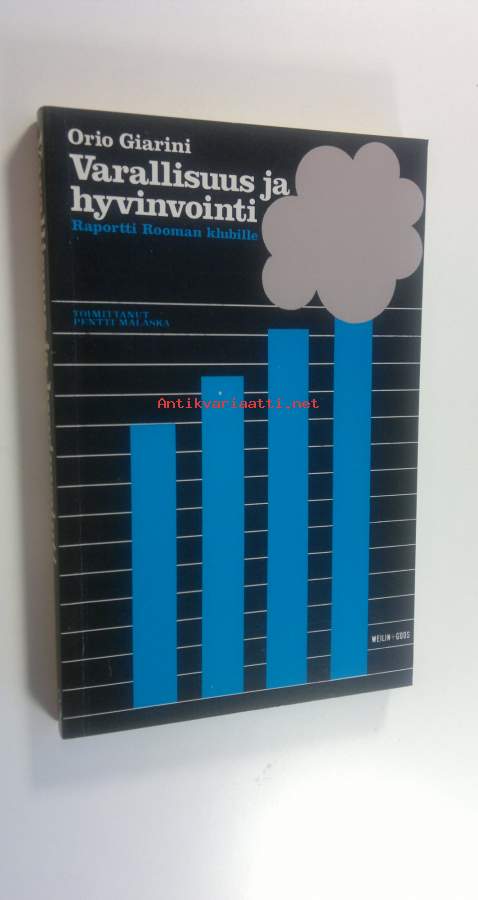 Orio Giarini
Varallisuus ja
hyvinvointi
Raportti Rooman klubille
TOIMITTANUT
PENTTI MALASKA
Antikvariaatti.net
WEILIN+GÖÖS